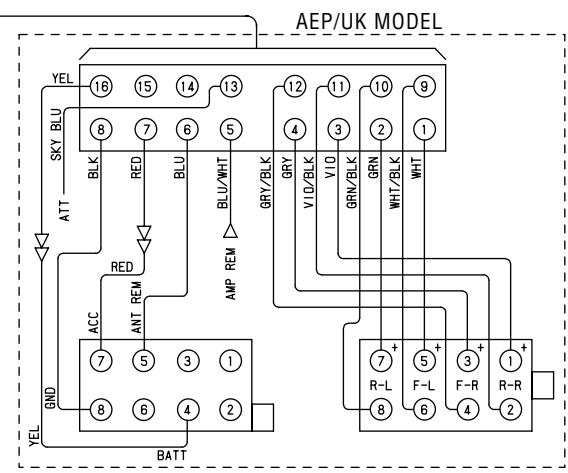 AEP/UK MODEL
YEL 16 15 14 13 12 11 10 9
8 7 6 5 4 3 2 1
SKY BLU
ATT
BLK
RED
BLU
BLU/WHT
GRY/BLK
GRY
VIO/BLK
VIO
GRN/BLK
GRN
WHT/BLK
WHT
RED
AMP REM
ACC
ANT REM
GND
YEL
BATT
7 5 3 1
8 6 4 2
7 + 5 + 3 + 1 +
R-L F-L F-R R-R
8 6 4 2